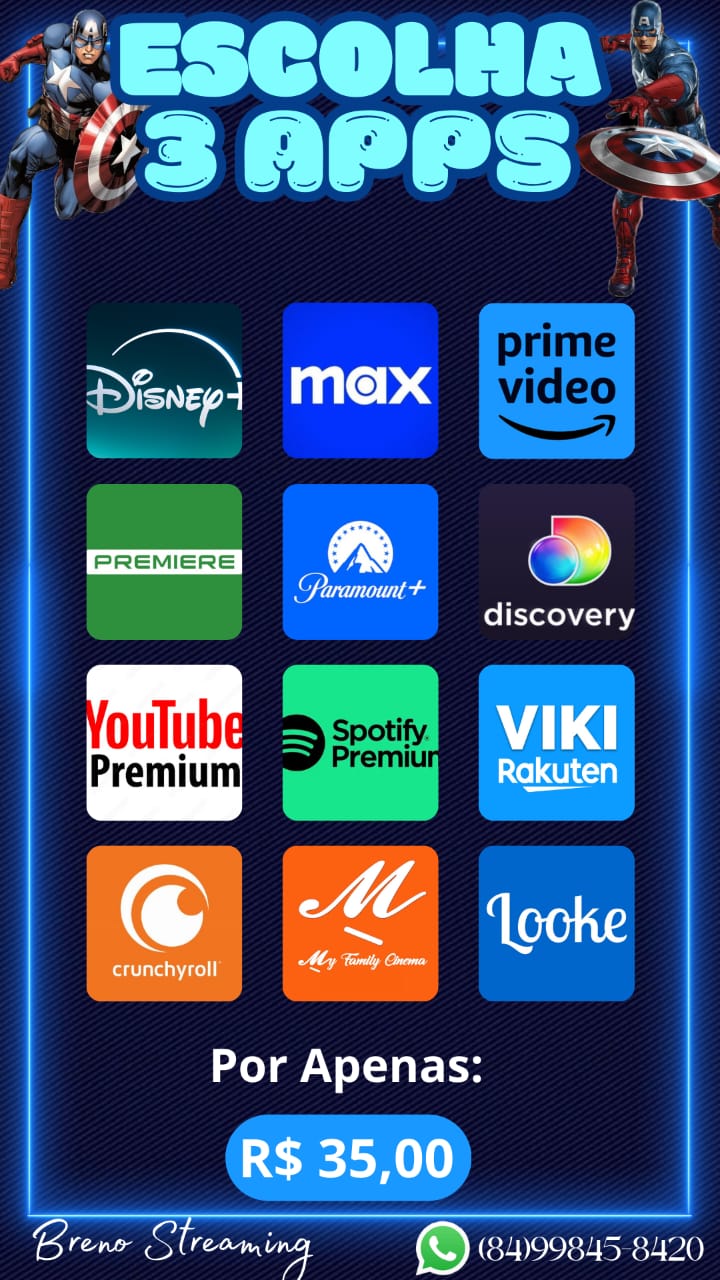 ESCOLHA
3 APPS
DISNEY+
max
prime
video
PREMIERE
Paramount+
discovery
YouTube
Premium
Spotify
Premium
VIKI
Rakuten
crunchyroll
M
My Family Cinema
Looke
Por Apenas:
R$ 35,00
Breno Streaming
(84)99845-8420